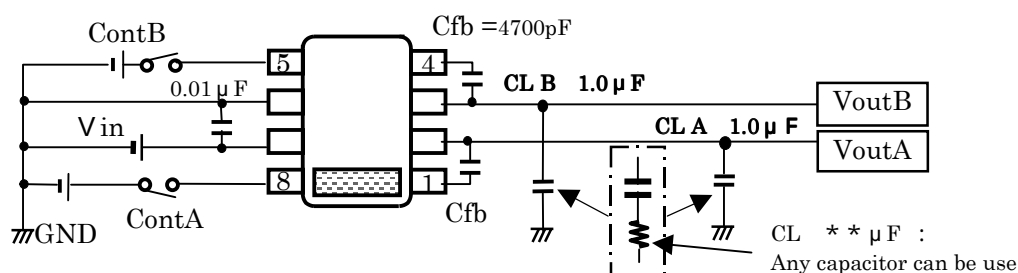 ContB
Cfb =4700pF
5
4
0.01μF
CL B 1.0μF
VoutB
Vin
CL A 1.0μF
VoutA
8
1
ContA
Cfb
GND
CL **μF :
Any capacitor can be use